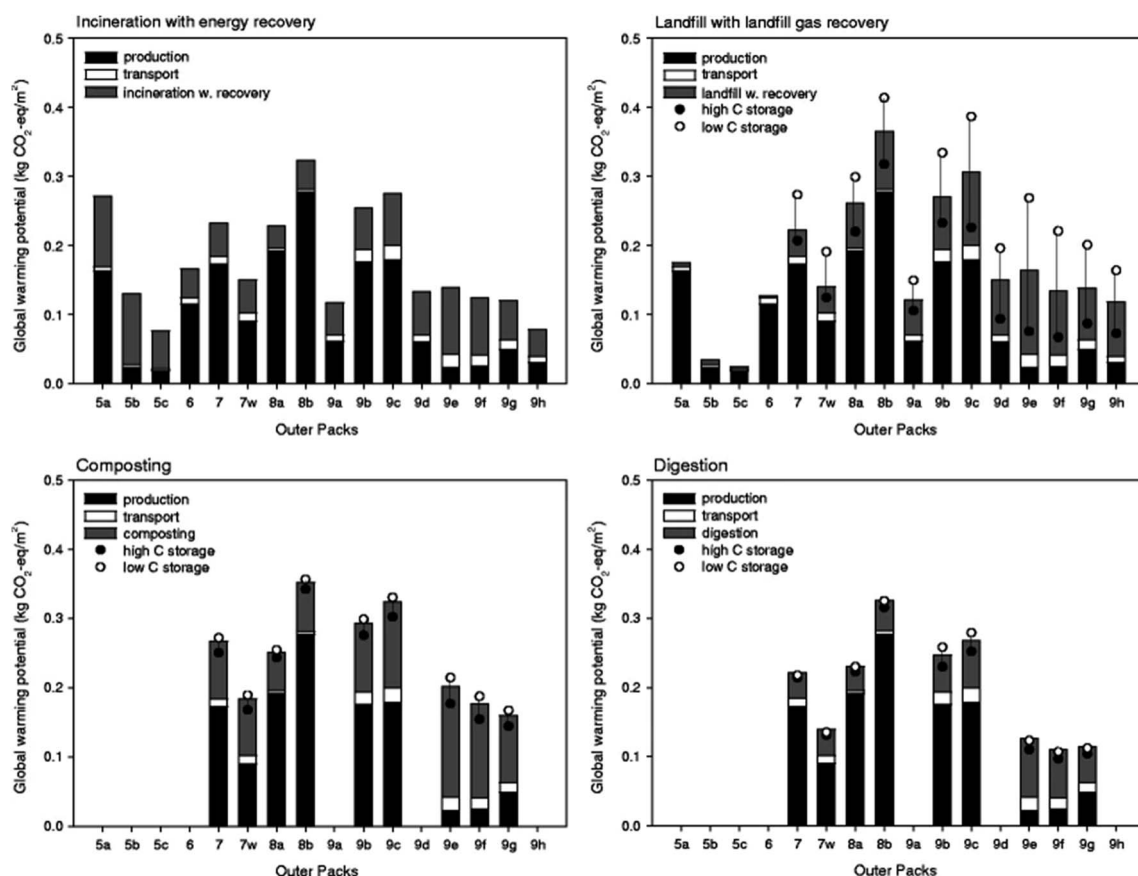 Incineration with energy recovery
Global warming potential (kg CO2-eq/m²)
0.5
0.4
0.3
0.2
0.1
0.0
production
transport
incineration w. recovery
5a 5b 5c 6 7 7w 8a 8b 9a 9b 9c 9d 9e 9f 9g 9h
Outer Packs
Landfill with landfill gas recovery
Global warming potential (kg CO2-eq/m²)
0.5
0.4
0.3
0.2
0.1
0.0
production
transport
landfill w. recovery
high C storage
low C storage
5a 5b 5c 6 7 7w 8a 8b 9a 9b 9c 9d 9e 9f 9g 9h
Outer Packs
Composting
Global warming potential (kg CO2-eq/m²)
0.5
0.4
0.3
0.2
0.1
0.0
production
transport
composting
high C storage
low C storage
5a 5b 5c 6 7 7w 8a 8b 9a 9b 9c 9d 9e 9f 9g 9h
Outer Packs
Digestion
Global warming potential (kg CO2-eq/m²)
0.5
0.4
0.3
0.2
0.1
0.0
production
transport
digestion
high C storage
low C storage
5a 5b 5c 6 7 7w 8a 8b 9a 9b 9c 9d 9e 9f 9g 9h
Outer Packs